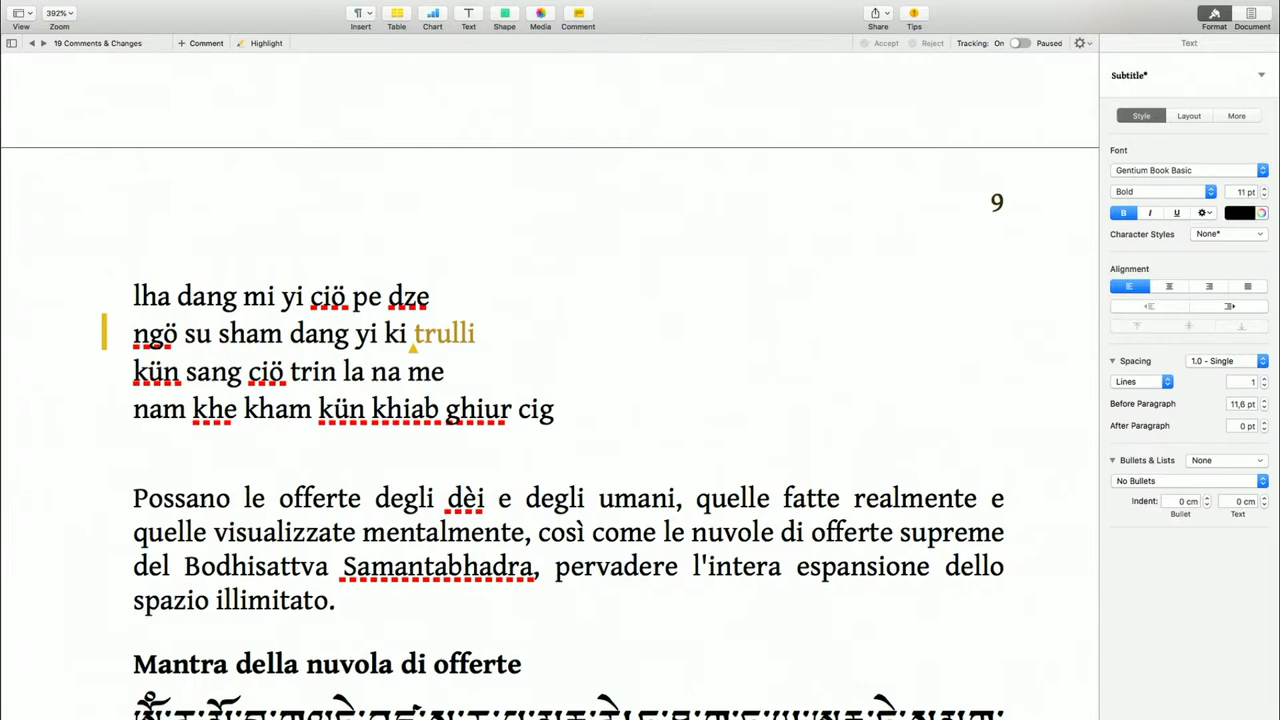 392%
View
Zoom
Insert
Table
Chart
Text
Shape
Media
Comment
Share
Tips
Format
Document
19 Comments & Changes
+ Comment
Highlight
Accept
Reject
Tracking: On
Paused
Text
Subtitle*
Style
Layout
More
Font
Gentium Book Basic
Bold
11 pt
B I U
Character Styles
None*
Alignment
Spacing
1.0 - Single
Lines
1
Before Paragraph
11,6 pt
After Paragraph
0 pt
Bullets & Lists
None
No Bullets
Indent:
0 cm
0 cm
Bullet
Text
9
lha dang mi yi ciö pe dze
ngö su sham dang yi ki trulli
kün sang ciö trin la na me
nam khe kham kün khiab ghiur cig
Possano le offerte degli dèi e degli umani, quelle fatte realmente e
quelle visualizzate mentalmente, così come le nuvole di offerte supreme
del Bodhisattva Samantabhadra, pervadere l'intera espansione dello
spazio illimitato.
Mantra della nuvola di offerte